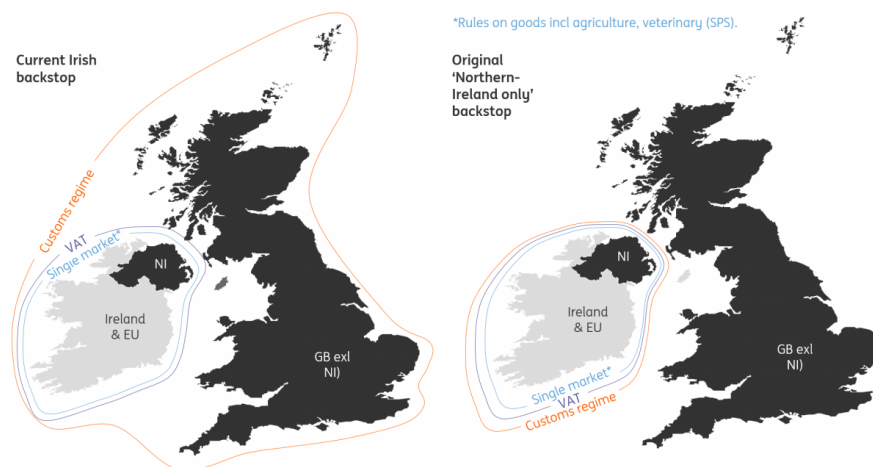 Current Irish
backstop
Customs regime
VAT
Single market*
NI
Ireland
& EU
GB exl
NI)
*Rules on goods incl agriculture, veterinary (SPS).
Original
‘Northern-
Ireland only’
backstop
NI
Ireland
& EU
GB exl
NI)
Single market*
VAT
Customs regime